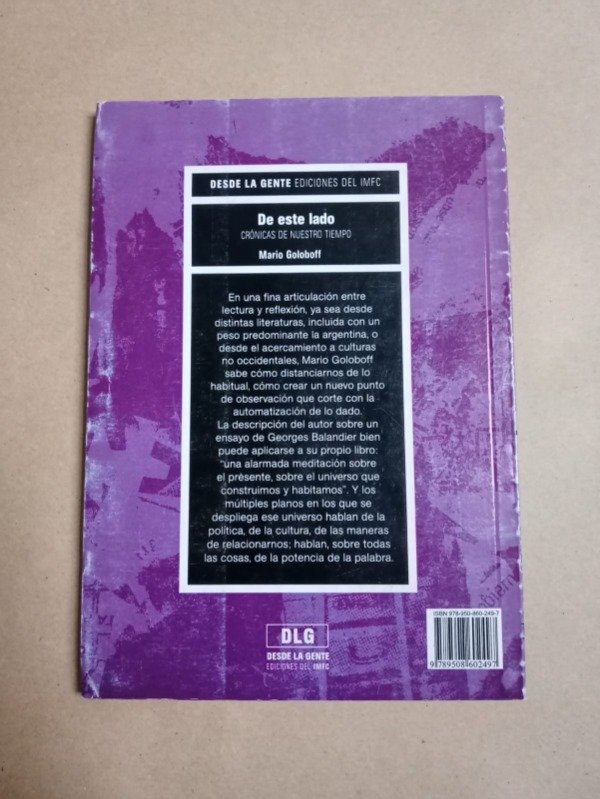 DESDE LA GENTE EDICIONES DEL IMFC
De este lado
CRÓNICAS DE NUESTRO TIEMPO
Mario Goloboff
En una fina articulación entre
lectura y reflexión, ya sea desde
distintas literaturas, incluida con un
peso predominante la argentina, o
desde el acercamiento a culturas
no occidentales, Mario Goloboff
sabe cómo distanciarnos de lo
habitual, cómo crear un nuevo punto
de observación que corte con la
automatización de lo dado.
La descripción del autor sobre un
ensayo de Georges Balandier bien
puede aplicarse a su propio libro:
"una alarmada meditación sobre
el presente, sobre el universo que
construimos y habitamos". Y los
múltiples planos en los que se
despliega ese universo hablan de la
política, de la cultura, de las maneras
de relacionarnos; hablan, sobre todas
las cosas, de la potencia de la palabra.
DLG
DESDE LA GENTE
EDICIONES DEL IMFC
ISBN 978-950-860-249-7
9 789508 602497